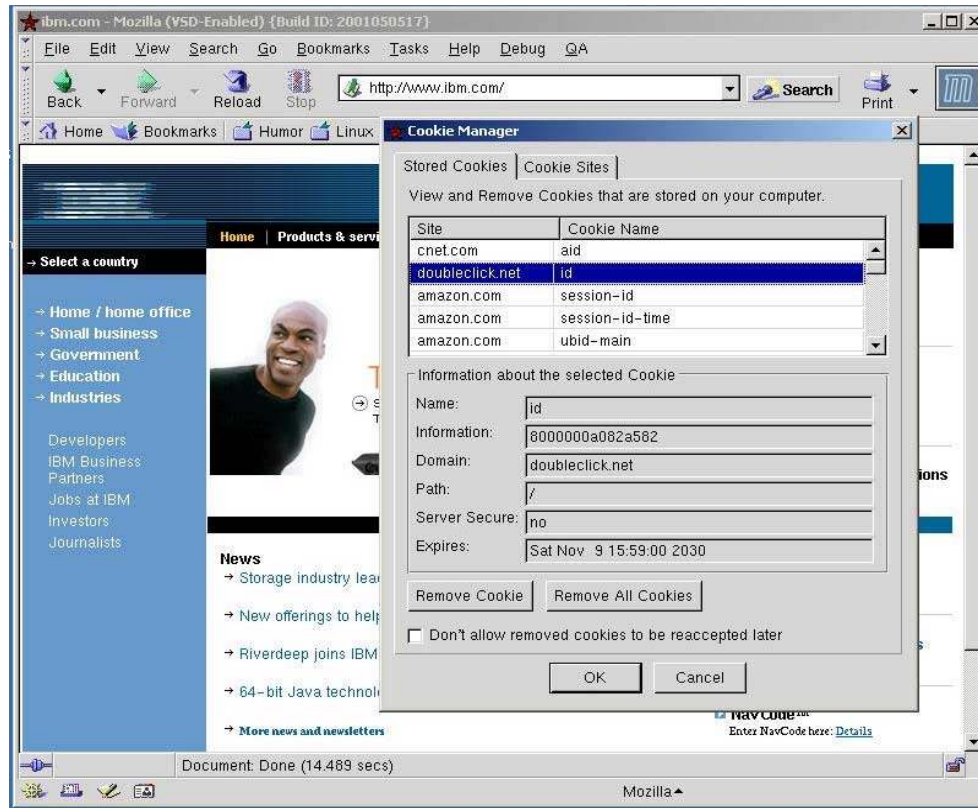 ibm.com - Mozilla (VSD-Enabled) {Build ID: 2001050517}
File Edit View Search Go Bookmarks Tasks Help Debug QA
Back Forward Reload Stop http://www.ibm.com/ Search Print
Home Bookmarks Humor Linux
Cookie Manager
Stored Cookies Cookie Sites
View and Remove Cookies that are stored on your computer.
Site Cookie Name
cnet.com aid
doubleclick.net id
amazon.com session-id
amazon.com session-id-time
amazon.com ubid-main
Information about the selected Cookie
Name: id
Information: 8000000a082a582
Domain: doubleclick.net
Path: /
Server Secure: no
Expires: Sat Nov 9 15:59:00 2030
Remove Cookie Remove All Cookies
Don't allow removed cookies to be reaccepted later
OK Cancel
Home | Products & servi
→ Select a country
→ Home / home office
→ Small business
→ Government
→ Education
→ Industries
Developers
IBM Business
Partners
Jobs at IBM
Investors
Journalists
ions
News
→ Storage industry lea
→ New offerings to help
→ Riverdeep joins IBM
→ 64-bit Java technol
→ More news and newsletters
NavCode™
Enter NavCode here: Details
Document: Done (14.489 secs)
Mozilla